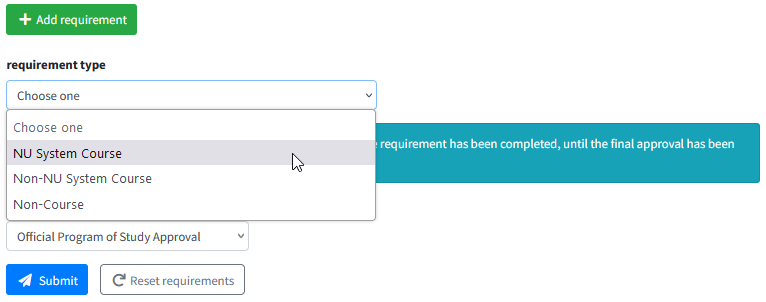 Add requirement
requirement type
Choose one
Choose one
NU System Course
requirement has been completed, until the final approval has been
Non-NU System Course
Non-Course
Official Program of Study Approval
Submit
Reset requirements